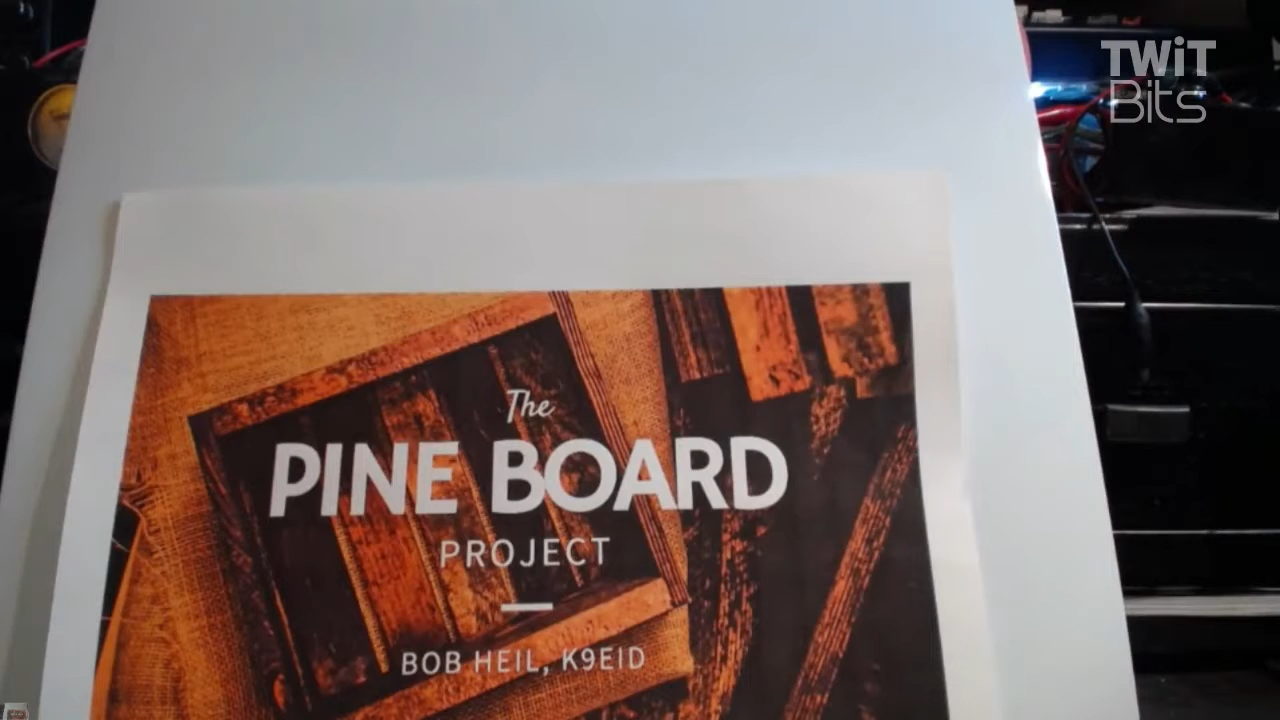 TWiT
Bits
The
PINE BOARD
PROJECT
BOB HEIL, K9EID